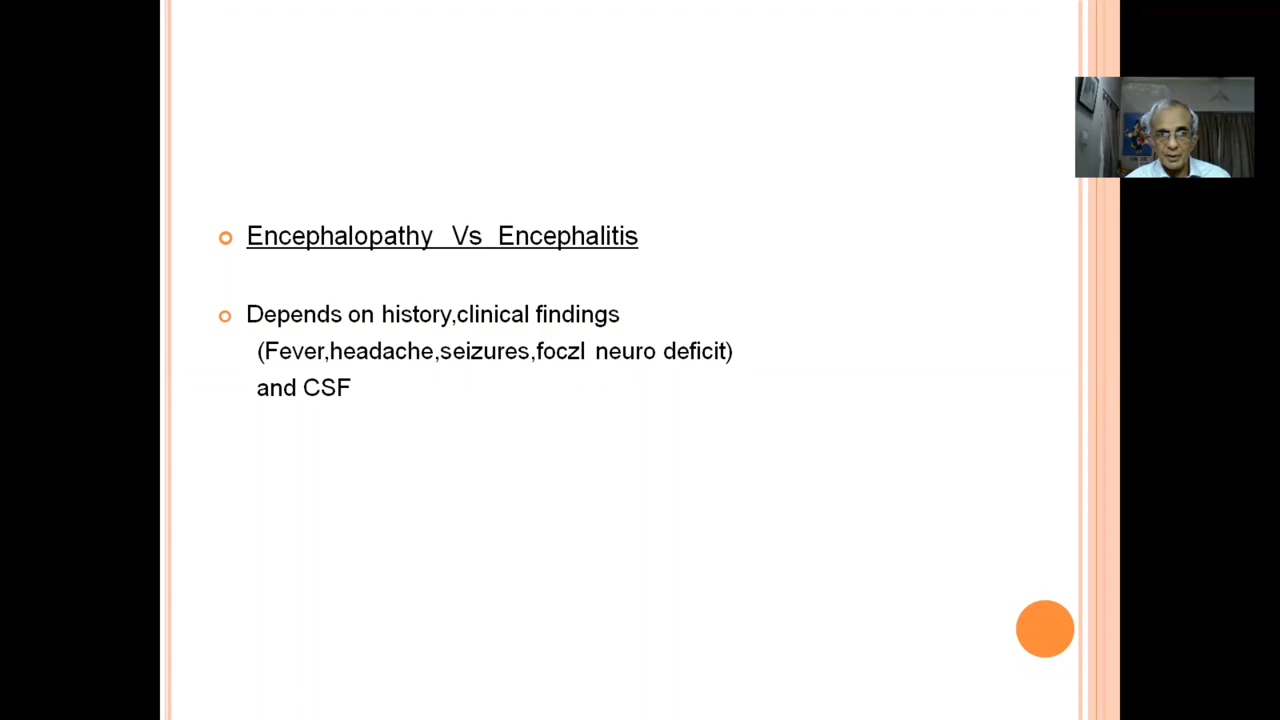 Encephalopathy Vs Encephalitis
Depends on history,clinical findings
(Fever,headache,seizures,foczl neuro deficit)
and CSF